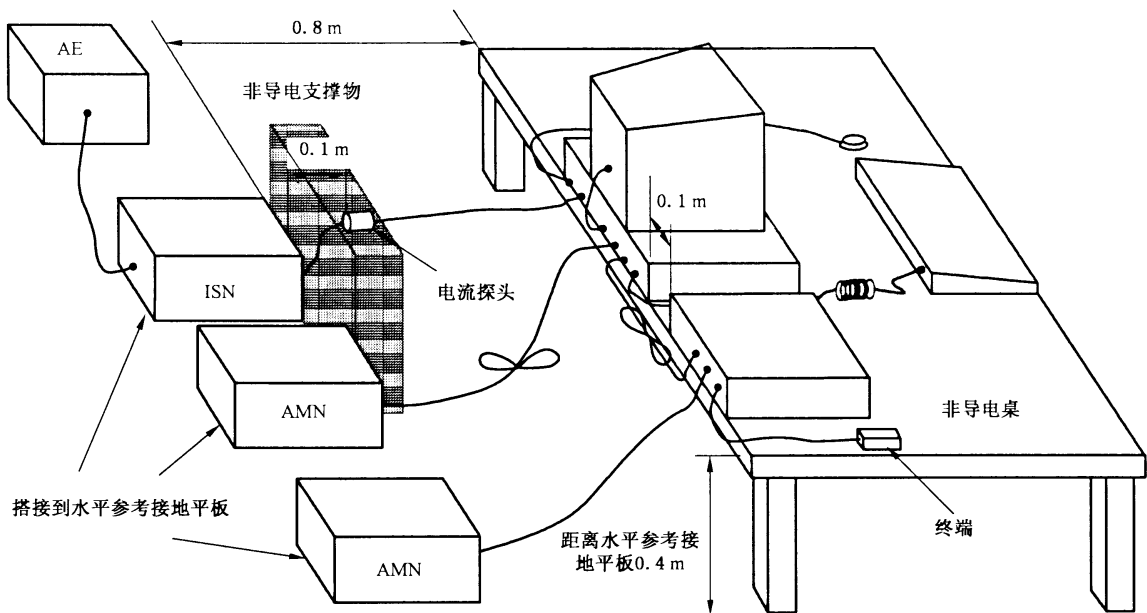 0.8 m
AE
非导电支撑物
0.1 m
0.1 m
ISN
电流探头
AMN
非导电桌
搭接到水平参考接地平板
终端
距离水平参考接
地平板0.4 m
AMN